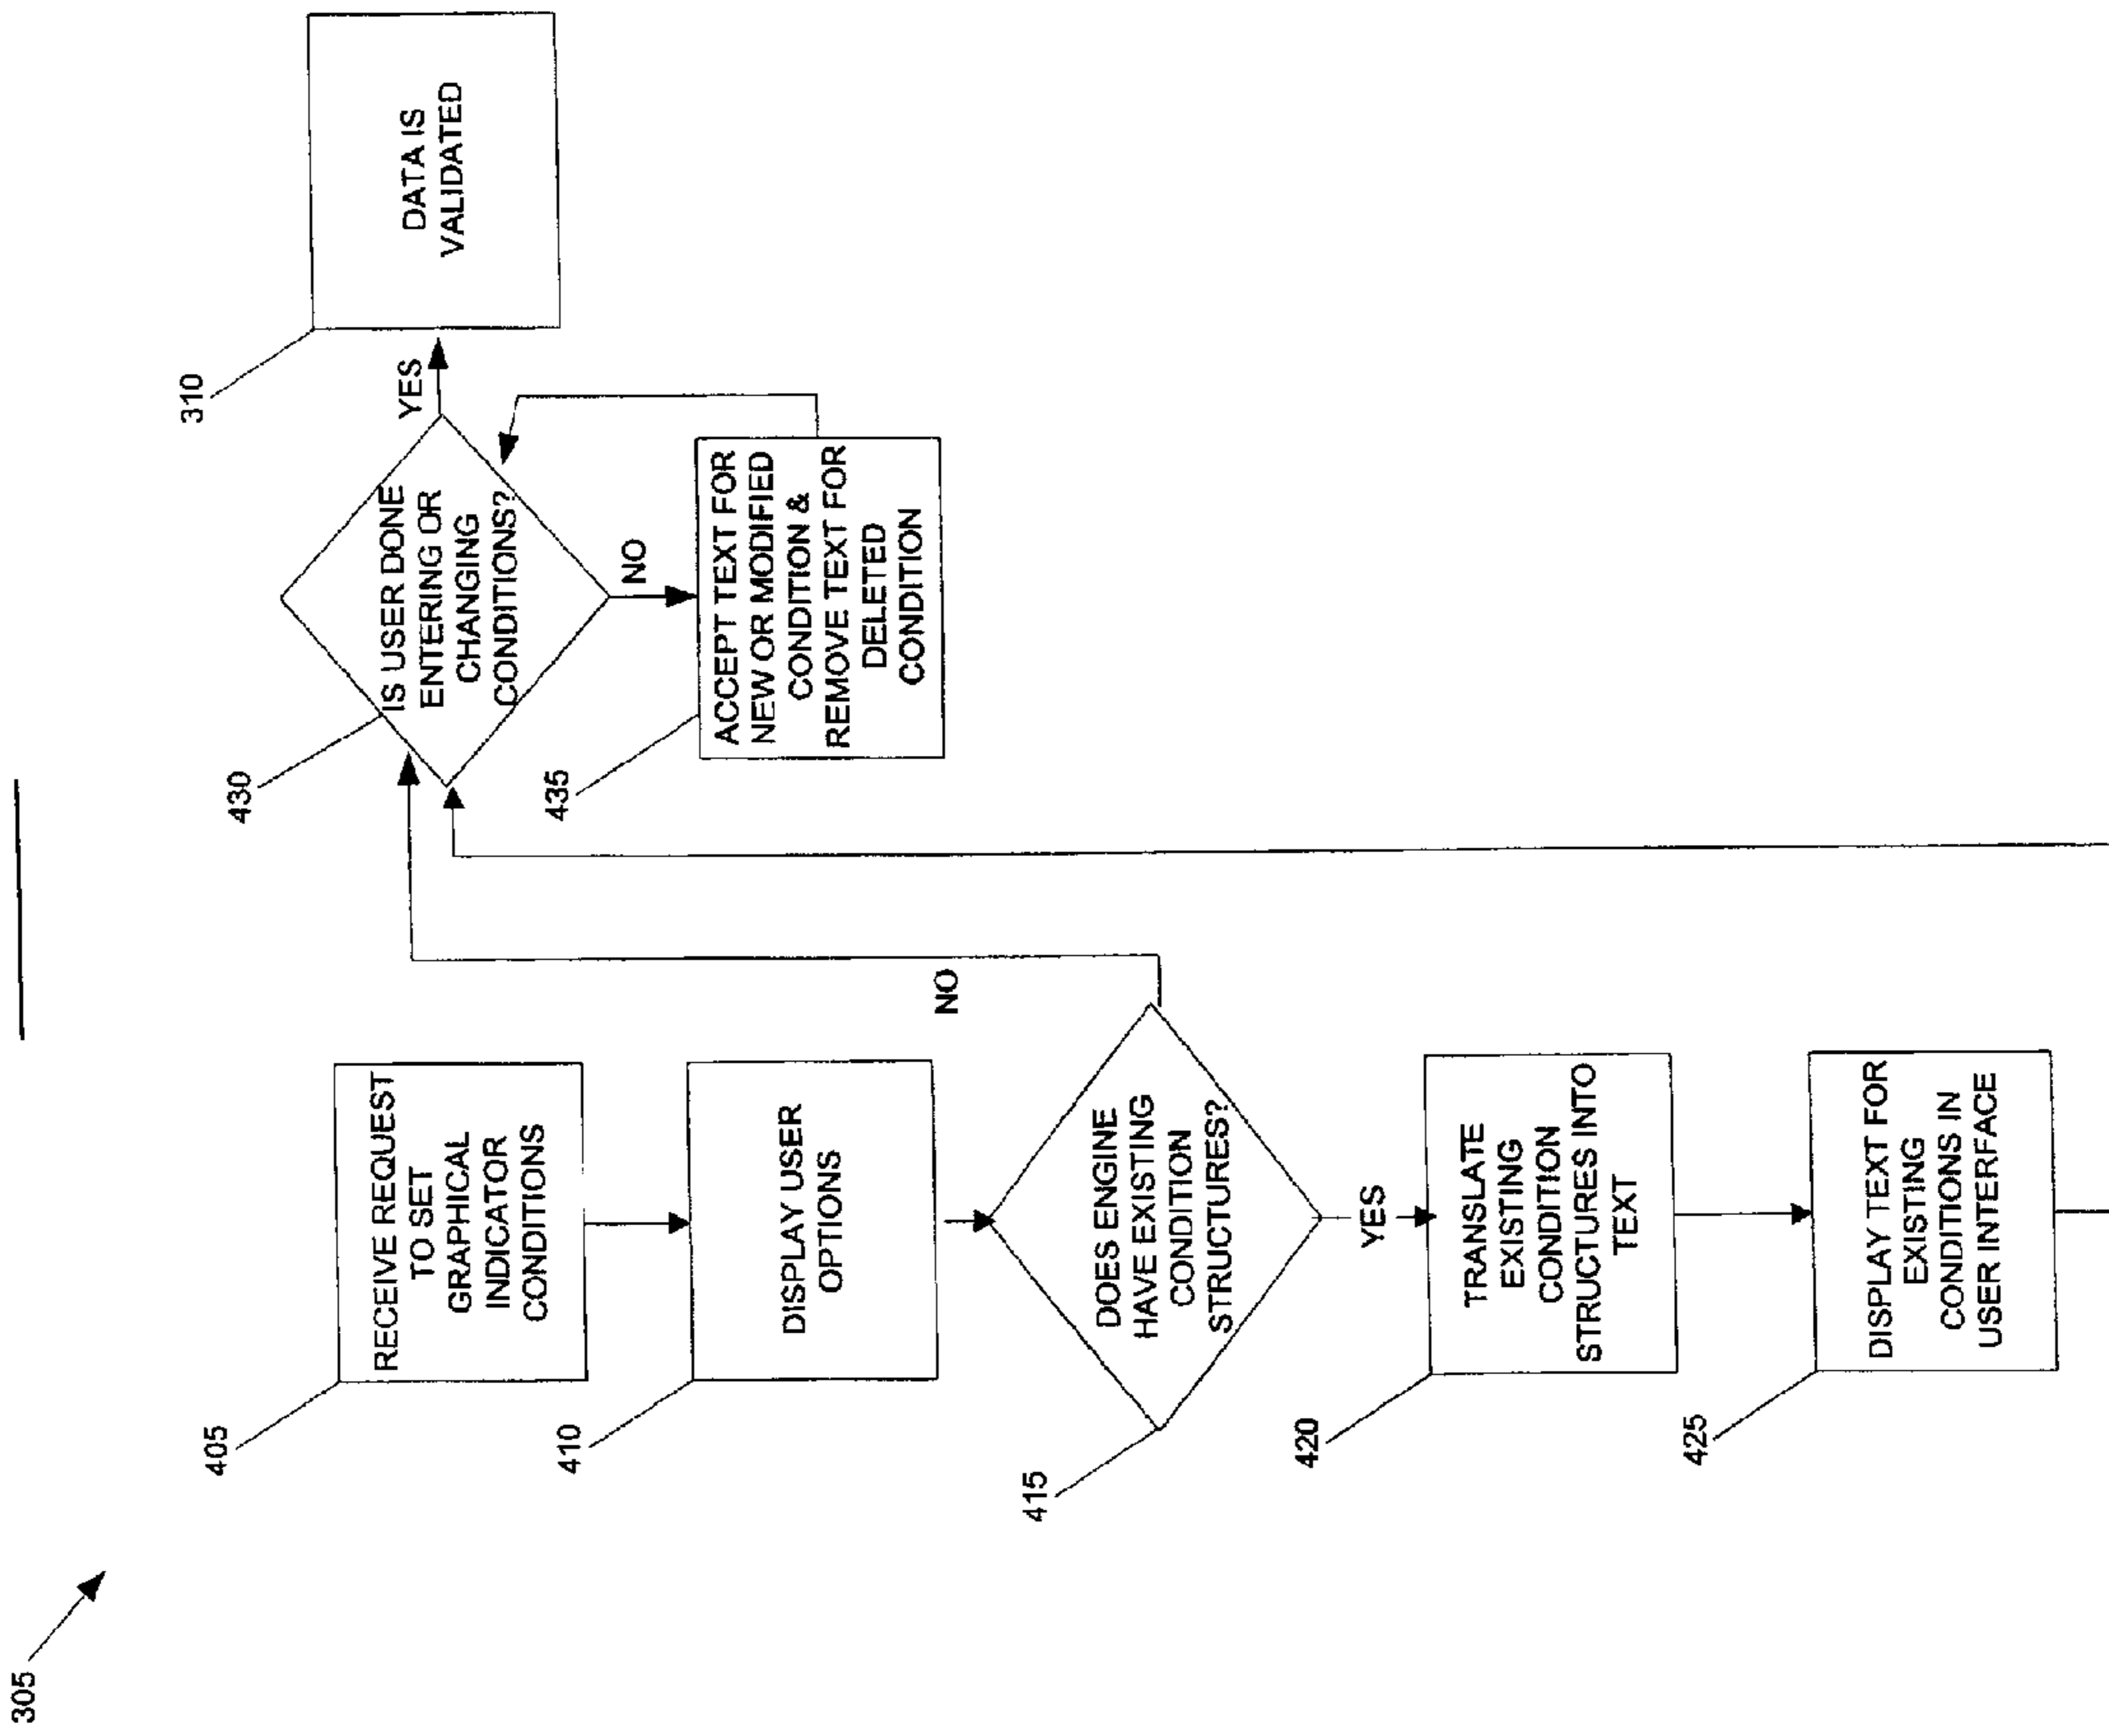 305
405
RECEIVE REQUEST
TO SET
GRAPHICAL
INDICATOR
CONDITIONS
410
DISPLAY USER
OPTIONS
415
DOES ENGINE
HAVE EXISTING
CONDITION
STRUCTURES?
NO
YES
420
TRANSLATE
EXISTING
CONDITION
STRUCTURES INTO
TEXT
425
DISPLAY TEXT FOR
EXISTING
CONDITIONS IN
USER INTERFACE
430
IS USER DONE
ENTERING OR
CHANGING
CONDITIONS?
YES
NO
310
DATA IS
VALIDATED
435
ACCEPT TEXT FOR
NEW OR MODIFIED
CONDITION &
REMOVE TEXT FOR
DELETED
CONDITION